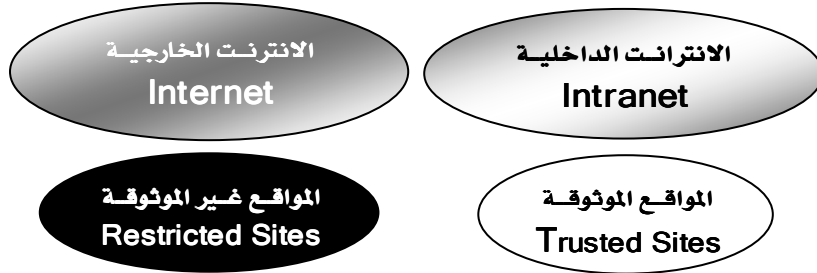 الانترنت الخارجية
Internet
الانترانت الداخلية
Intranet
المواقع غير الموثوقة
Restricted Sites
المواقع الموثوقة
Trusted Sites